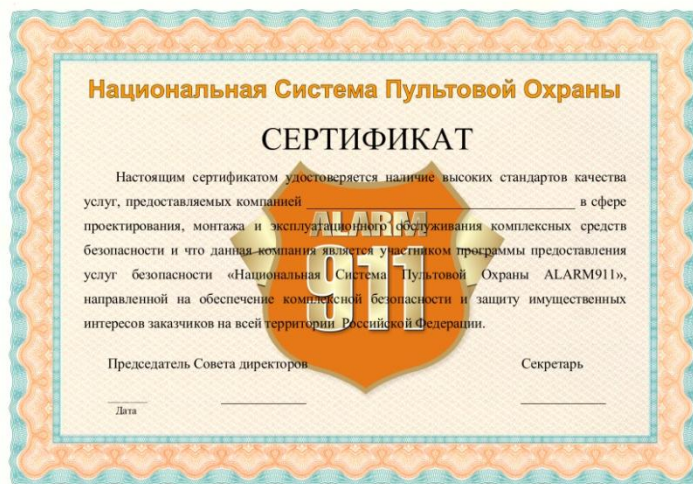 Национальная Система Пультовой Охраны
СЕРТИФИКАТ
Настоящим сертификатом удостоверяется наличие высоких стандартов качества
услуг, предоставляемых компанией ________________________________________ в сфере
проектирования, монтажа и эксплуатационного обслуживания комплексных средств
безопасности и что данная компания является участником программы предоставления
услуг безопасности «Национальная Система Пультовой Охраны ALARM911»,
направленной на обеспечение комплексной безопасности и защиту имущественных
интересов заказчиков на всей территории Российской Федерации.
ALARM
911
Председатель Совета директоров Секретарь
Дата